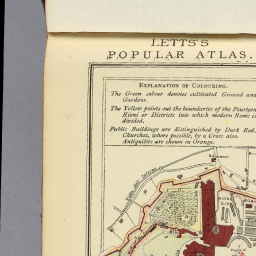 LETTS'S
POPULAR ATLAS.
EXPLANATION OF COLOURING.
The Green colour denotes cultivated Ground and
Gardens.
The Yellow points out the boundaries of the Fourteen
Rioni or Districts into which modern Rome is
divided.
Public Buildings are distinguished by Dark Red,
Churches, where possible, by a Cross also.
Antiquities are shown in Orange.